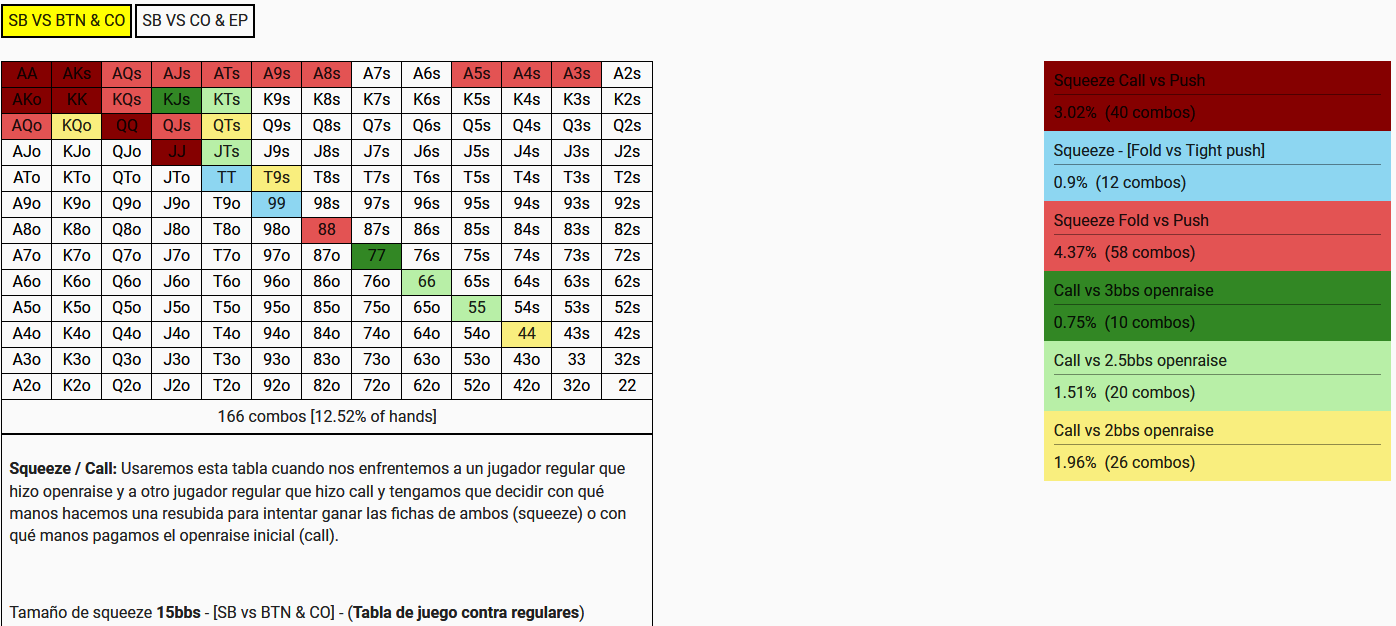 SB VS BTN & CO SB VS CO & EP
AA AKs AQs AJs ATs A9s A8s A7s A6s A5s A4s A3s A2s
AKo KK KQs KJs KTs K9s K8s K7s K6s K5s K4s K3s K2s
AQo KQo QQ QJs QTs Q9s Q8s Q7s Q6s Q5s Q4s Q3s Q2s
AJo KJo QJo JJ JTs J9s J8s J7s J6s J5s J4s J3s J2s
ATo KTo QTo JTo TT T9s T8s T7s T6s T5s T4s T3s T2s
A9o K9o Q9o J9o T9o 99 98s 97s 96s 95s 94s 93s 92s
A8o K8o Q8o J8o T8o 98o 88 87s 86s 85s 84s 83s 82s
A7o K7o Q7o J7o T7o 97o 87o 77 76s 75s 74s 73s 72s
A6o K6o Q6o J6o T6o 96o 86o 76o 66 65s 64s 63s 62s
A5o K5o Q5o J5o T5o 95o 85o 75o 65o 55 54s 53s 52s
A4o K4o Q4o J4o T4o 94o 84o 74o 64o 54o 44 43s 42s
A3o K3o Q3o J3o T3o 93o 83o 73o 63o 53o 43o 33 32s
A2o K2o Q2o J2o T2o 92o 82o 72o 62o 52o 42o 32o 22
166 combos [12.52% of hands]
Squeeze / Call: Usaremos esta tabla cuando nos enfrentemos a un jugador regular que
hizo openraise y a otro jugador regular que hizo call y tengamos que decidir con qué
manos hacemos una resubida para intentar ganar las fichas de ambos (squeeze) o con
qué manos pagamos el openraise inicial (call).
Tamaño de squeeze 15bbs - [SB vs BTN & CO] - (Tabla de juego contra regulares)
Squeeze Call vs Push
3.02% (40 combos)
Squeeze - [Fold vs Tight push]
0.9% (12 combos)
Squeeze Fold vs Push
4.37% (58 combos)
Call vs 3bbs openraise
0.75% (10 combos)
Call vs 2.5bbs openraise
1.51% (20 combos)
Call vs 2bbs openraise
1.96% (26 combos)